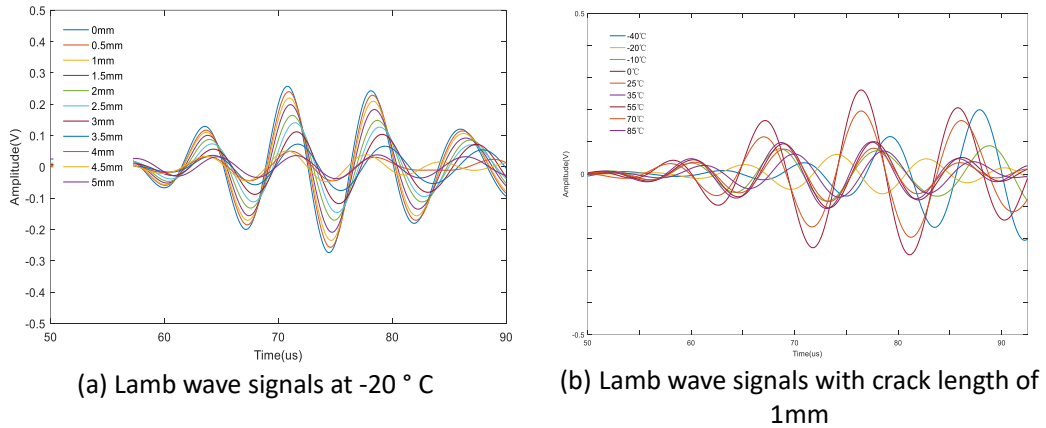 0.5
0.4
0.3
0.2
0.1
0
-0.1
-0.2
-0.3
-0.4
-0.5
Amplitude(V)
0mm
0.5mm
1mm
1.5mm
2mm
2.5mm
3mm
3.5mm
4mm
4.5mm
5mm
50 60 70 80 90
Time(us)
(a) Lamb wave signals at -20 ° C
0.5
0
-0.5
Amplitude(V)
-40℃
-20℃
-10℃
0℃
25℃
35℃
55℃
70℃
85℃
50 60 70 80 90
Time(us)
(b) Lamb wave signals with crack length of
1mm